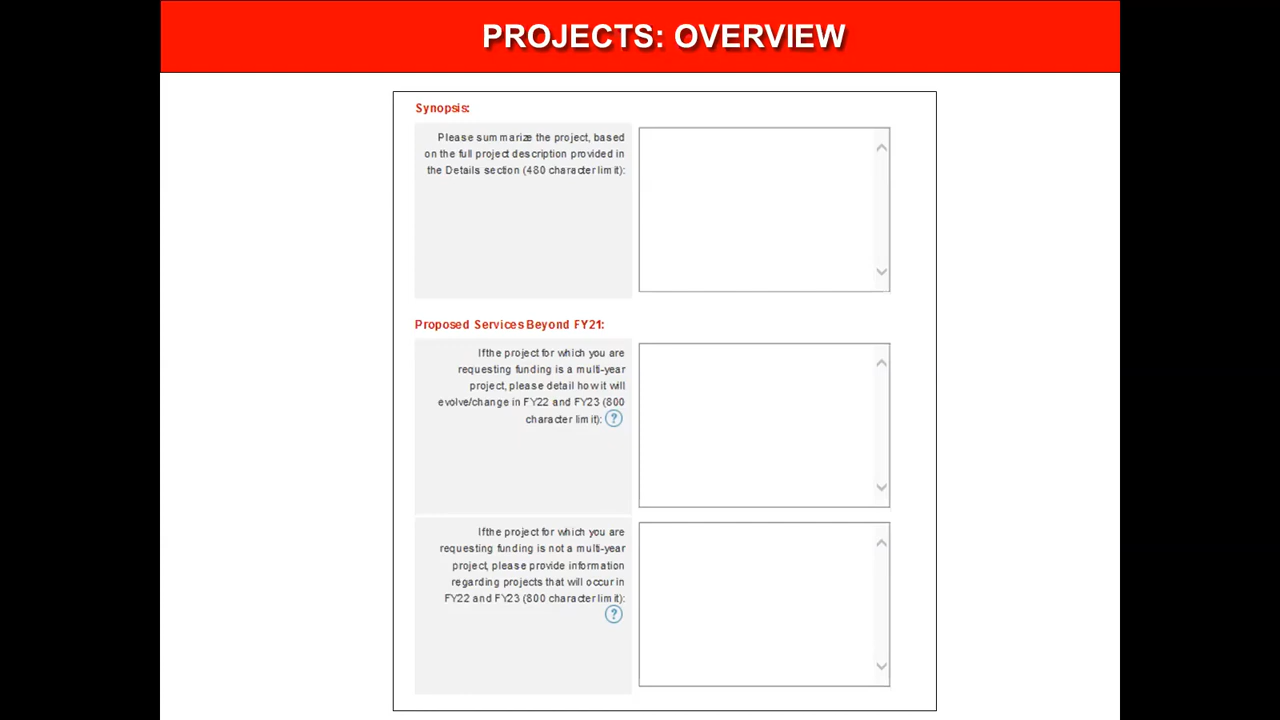 PROJECTS: OVERVIEW
Synopsis:
Please summarize the project, based
on the full project description provided in
the Details section (480 character limit):
Proposed Services Beyond FY21:
If the project for which you are
requesting funding is a multi-year
project, please detail how it will
evolve/change in FY22 and FY23 (800
character limit): ?
If the project for which you are
requesting funding is not a multi-year
project, please provide information
regarding projects that will occur in
FY22 and FY23 (800 character limit):
?